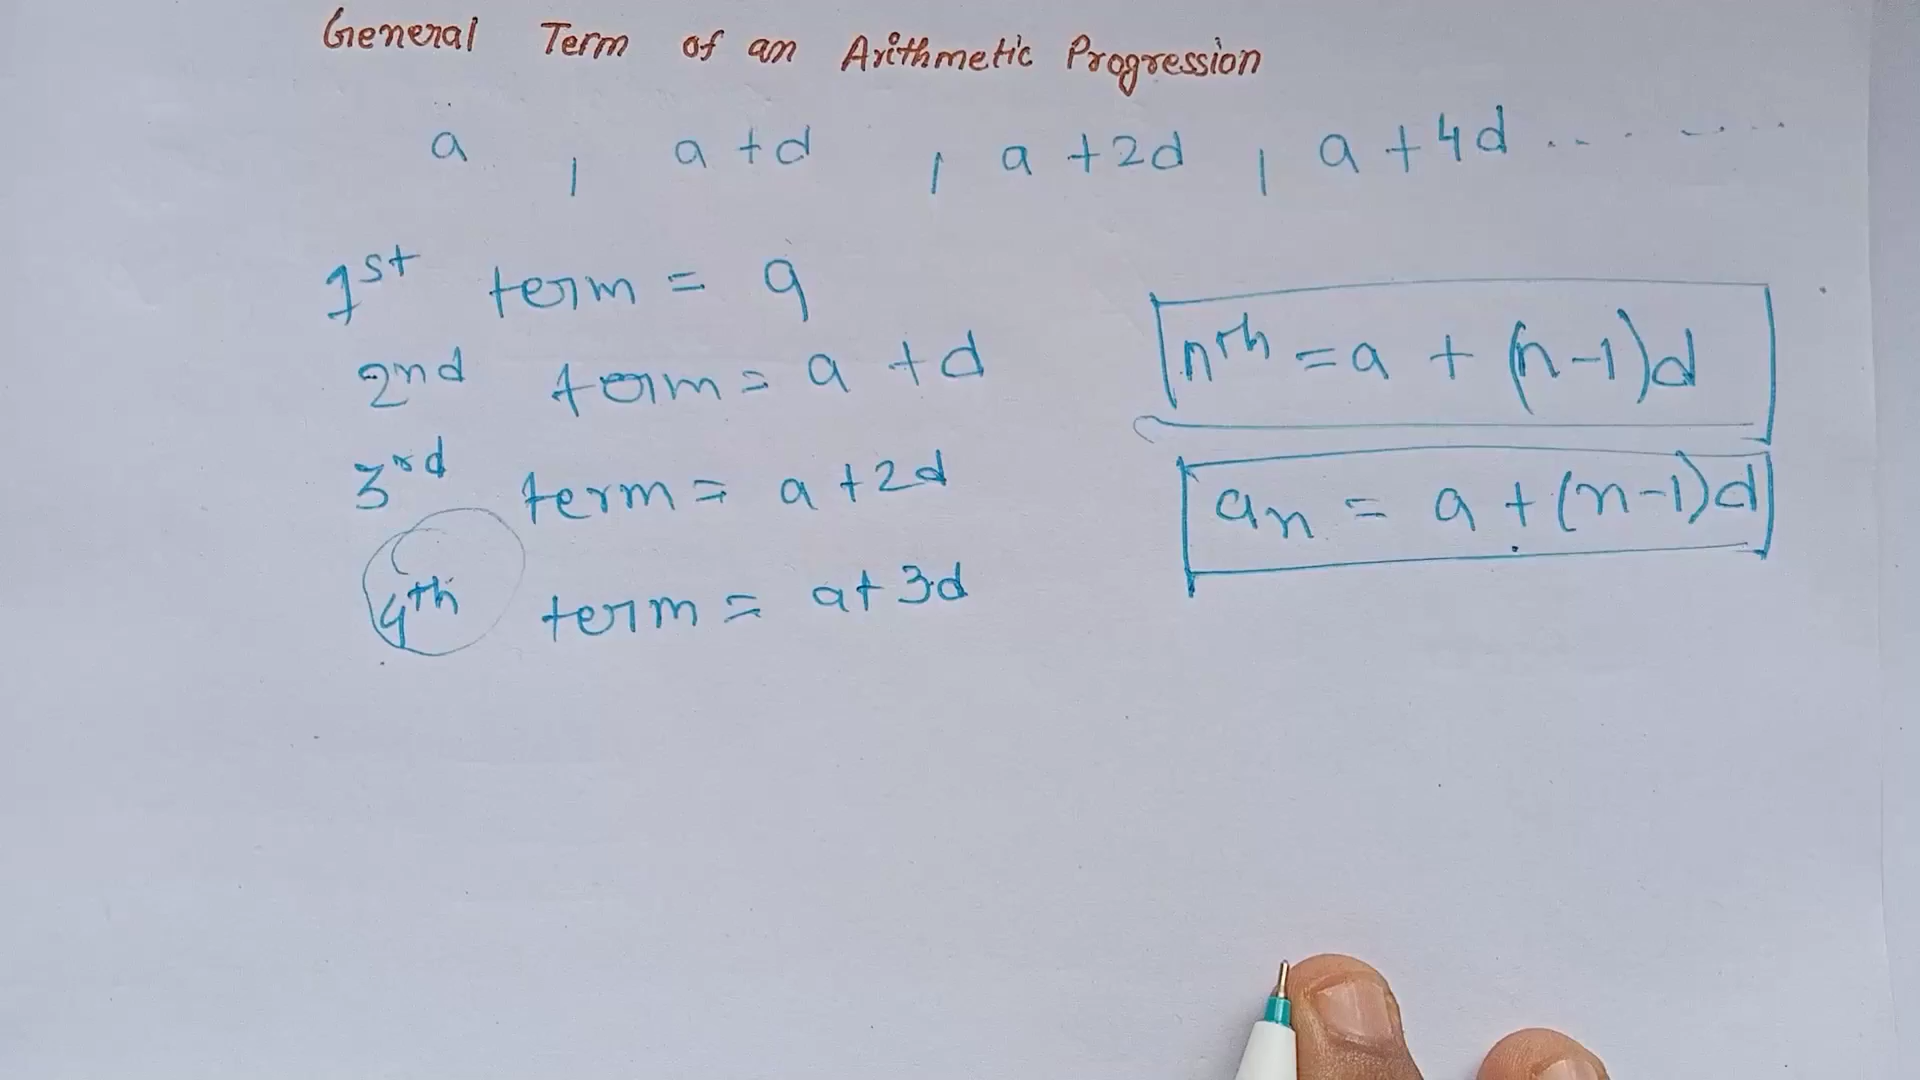 General Term of an Arithmetic Progression
a , a+d , a+2d , a+4d ........
1st term = a
2nd term = a+d
3rd term = a+2d
4th term = a+3d
nth = a + (n-1)d
an = a + (n-1)d